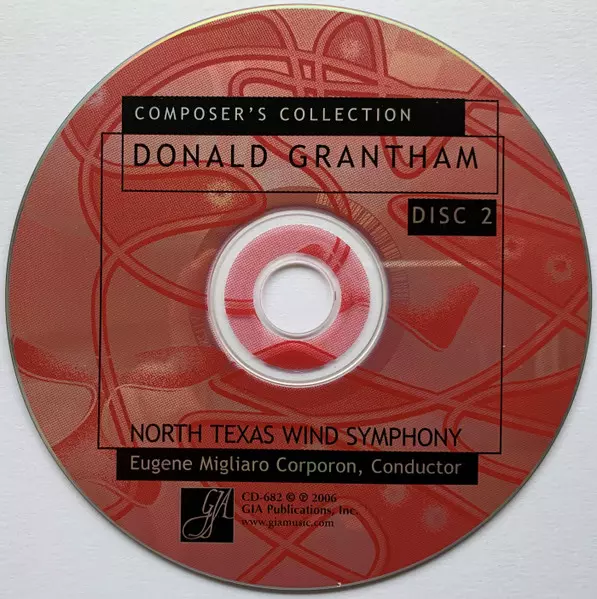 COMPOSER'S COLLECTION
DONALD GRANTHAM
DISC 2
NORTH TEXAS WIND SYMPHONY
Eugene Migliaro Corporon, Conductor
GIA
CD-682 © ℗ 2006
GIA Publications, Inc.
www.giamusic.com